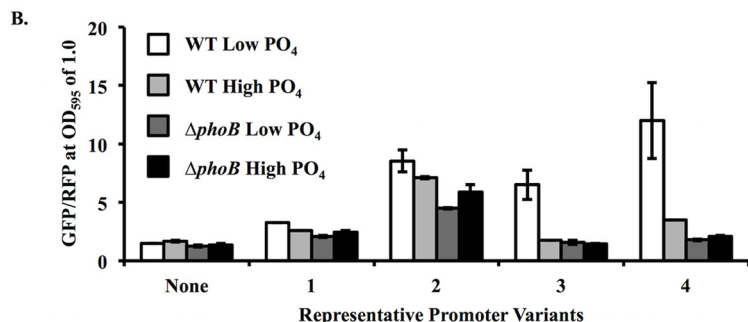 B.
20
15
10
5
0
GFP/RFP at OD595 of 1.0
WT Low PO4
WT High PO4
ΔphoB Low PO4
ΔphoB High PO4
None 1 2 3 4
Representative Promoter Variants